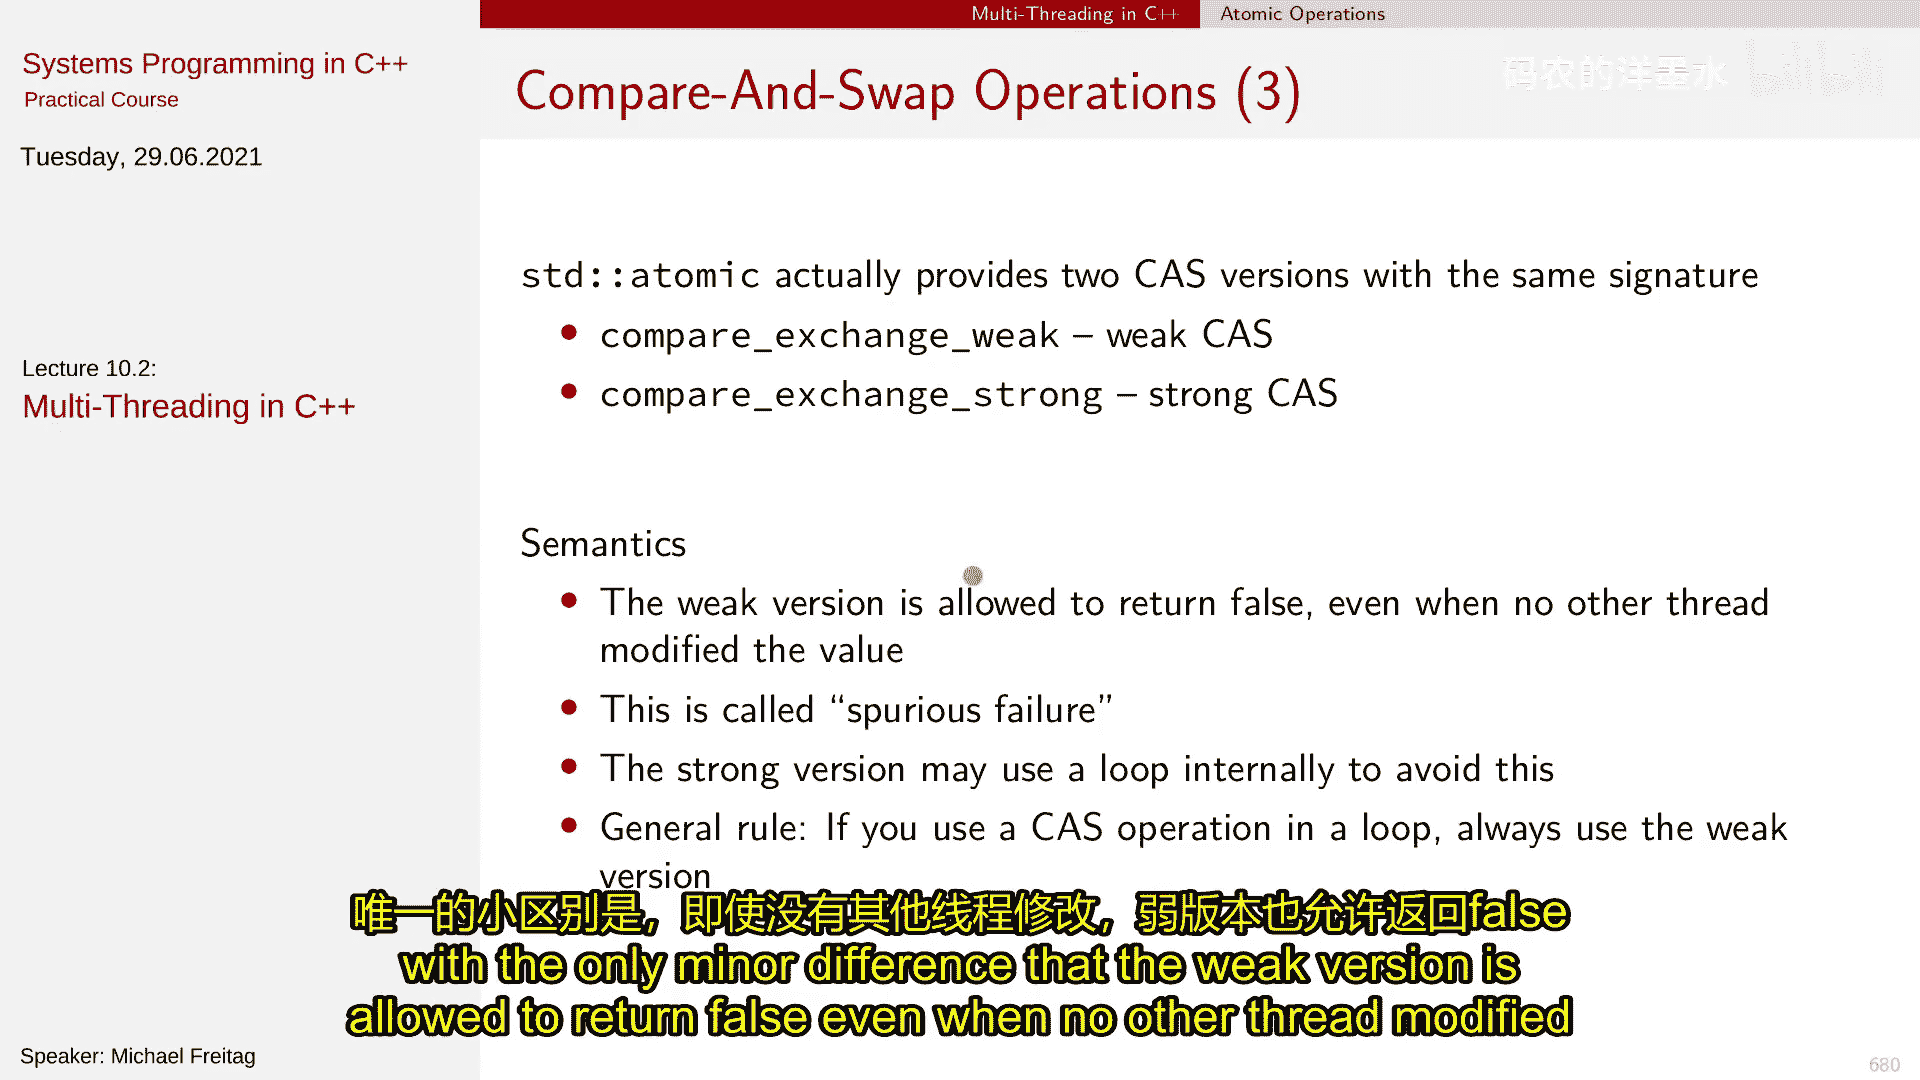 Multi-Threading in C++
Atomic Operations
Systems Programming in C++
Practical Course
Tuesday, 29.06.2021
Lecture 10.2:
Multi-Threading in C++
Compare-And-Swap Operations (3)
码农的洋墨水 bilibili
std::atomic actually provides two CAS versions with the same signature
• compare_exchange_weak – weak CAS
• compare_exchange_strong – strong CAS
Semantics
• The weak version is allowed to return false, even when no other thread
modified the value
• This is called “spurious failure”
• The strong version may use a loop internally to avoid this
• General rule: If you use a CAS operation in a loop, always use the weak
version
唯一的小区别是，即使没有其他线程修改，弱版本也允许返回false
with the only minor difference that the weak version is
allowed to return false even when no other thread modified
Speaker: Michael Freitag
680